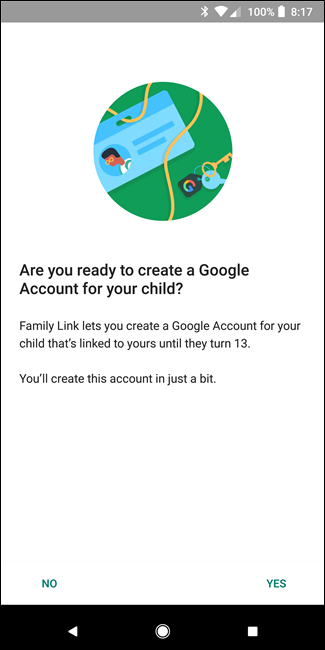 100% 8:17
Are you ready to create a Google
Account for your child?
Family Link lets you create a Google Account for your
child that's linked to yours until they turn 13.
You'll create this account in just a bit.
NO YES